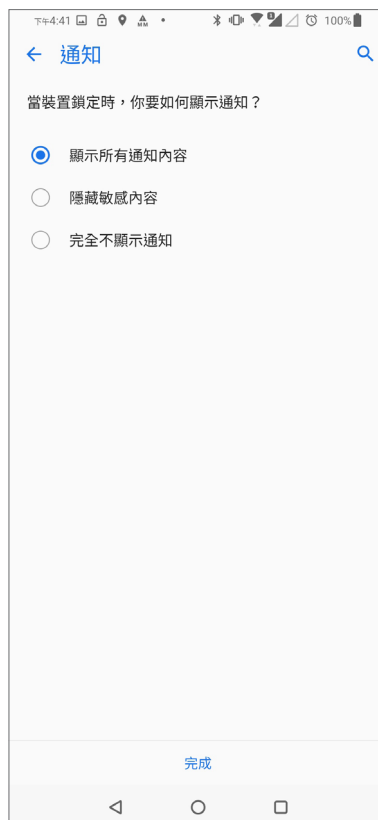 下午4:41 100%
通知
當裝置鎖定時，你要如何顯示通知？
顯示所有通知內容
隱藏敏感內容
完全不顯示通知
完成